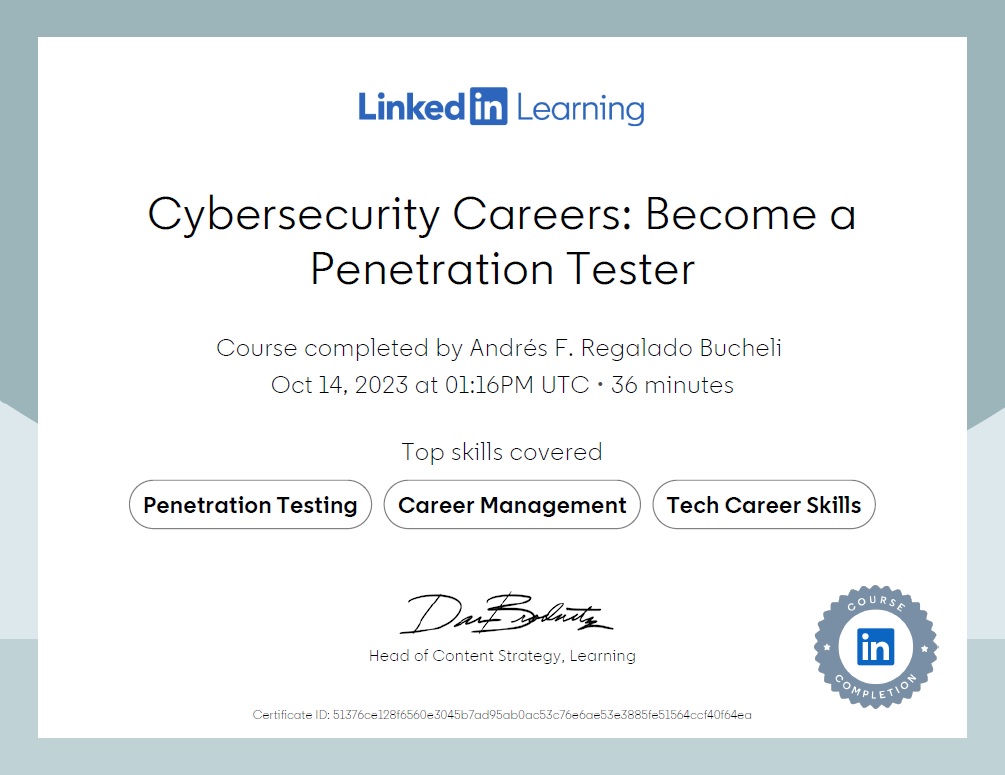 LinkedIn Learning
Cybersecurity Careers: Become a
Penetration Tester
Course completed by Andrés F. Regalado Bucheli
Oct 14, 2023 at 01:16PM UTC • 36 minutes
Top skills covered
Penetration Testing
Career Management
Tech Career Skills
Dan Brodnitz
Head of Content Strategy, Learning
COURSE
in
COMPLETION
Certificate ID: 51376ce128f6560e3045b7ad95ab0ac53c76e6ae53e3885fe51564ccf40f64ea